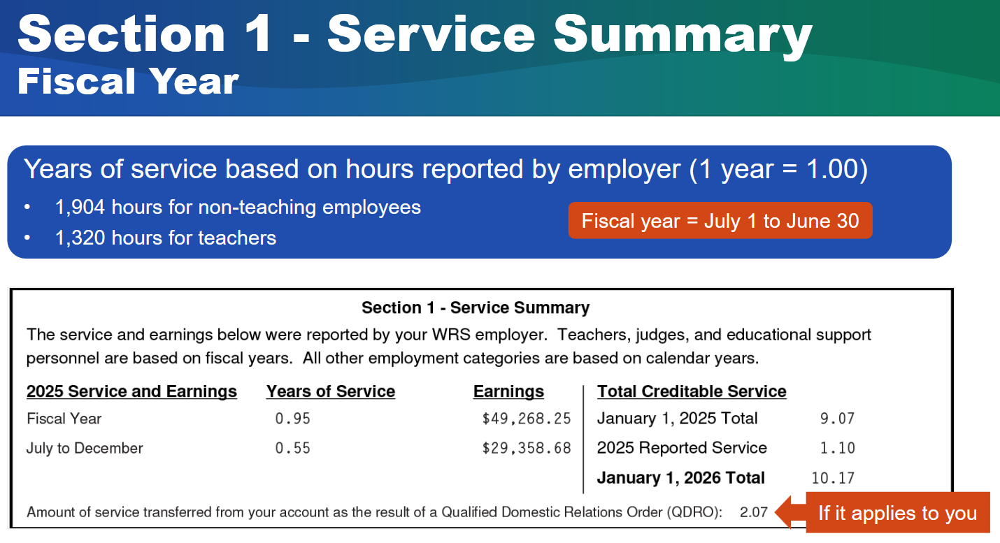 Section 1 - Service Summary
Fiscal Year
Years of service based on hours reported by employer (1 year = 1.00)
• 1,904 hours for non-teaching employees
• 1,320 hours for teachers
Fiscal year = July 1 to June 30
Section 1 - Service Summary
The service and earnings below were reported by your WRS employer.  Teachers, judges, and educational support
personnel are based on fiscal years.  All other employment categories are based on calendar years.
2025 Service and Earnings Years of Service Earnings Total Creditable Service
Fiscal Year 0.95 $49,268.25 January 1, 2025 Total 9.07
July to December 0.55 $29,358.68 2025 Reported Service 1.10
January 1, 2026 Total 10.17
Amount of service transferred from your account as the result of a Qualified Domestic Relations Order (QDRO): 2.07
If it applies to you